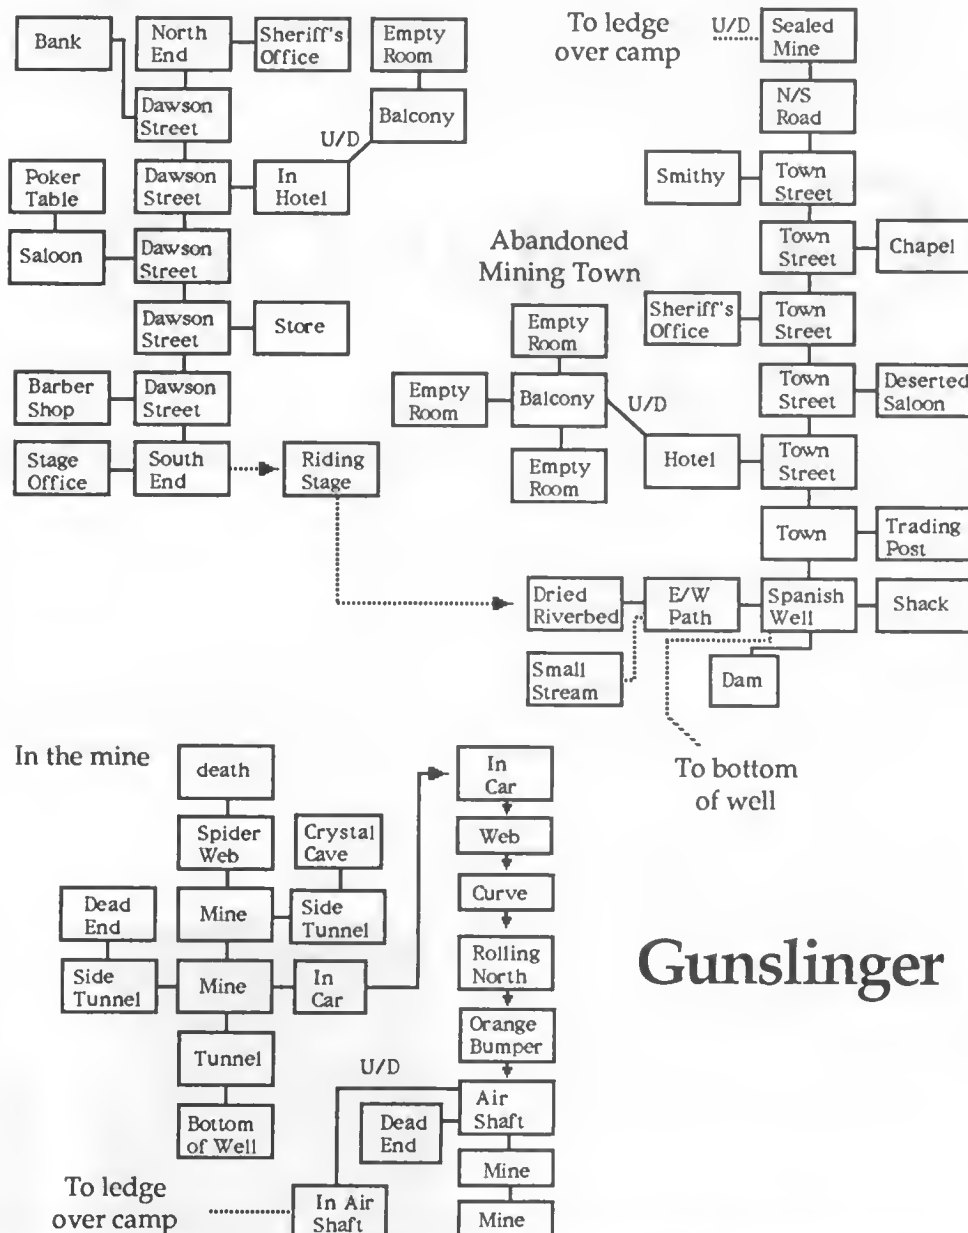 Bank
North
End
Sheriff's
Office
Empty
Room
Dawson
Street
Balcony
U/D
Poker
Table
Dawson
Street
In
Hotel
Saloon
Dawson
Street
Dawson
Street
Store
Barber
Shop
Dawson
Street
Stage
Office
South
End
Riding
Stage
To ledge
over camp
U/D
Sealed
Mine
N/S
Road
Smithy
Town
Street
Abandoned
Mining Town
Town
Street
Chapel
Empty
Room
Sheriff's
Office
Town
Street
Empty
Room
Balcony
U/D
Town
Street
Deserted
Saloon
Empty
Room
Hotel
Town
Street
Town
Trading
Post
Dried
Riverbed
E/W
Path
Spanish
Well
Shack
Small
Stream
Dam
To bottom
of well
In the mine
death
Spider
Web
Crystal
Cave
Dead
End
Mine
Side
Tunnel
Side
Tunnel
Mine
In
Car
Tunnel
Bottom
of Well
In
Car
Web
Curve
Rolling
North
Orange
Bumper
U/D
Air
Shaft
Dead
End
Mine
To ledge
over camp
In Air
Shaft
Mine
Gunslinger